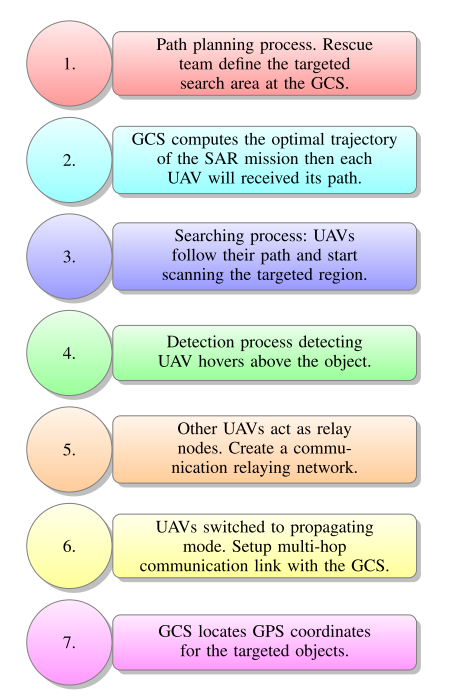 1.
Path planning process. Rescue
team define the targeted
search area at the GCS.
2.
GCS computes the optimal trajectory
of the SAR mission then each
UAV will received its path.
3.
Searching process: UAVs
follow their path and start
scanning the targeted region.
4.
Detection process detecting
UAV hovers above the object.
5.
Other UAVs act as relay
nodes. Create a commu-
nication relaying network.
6.
UAVs switched to propagating
mode. Setup multi-hop
communication link with the GCS.
7.
GCS locates GPS coordinates
for the targeted objects.